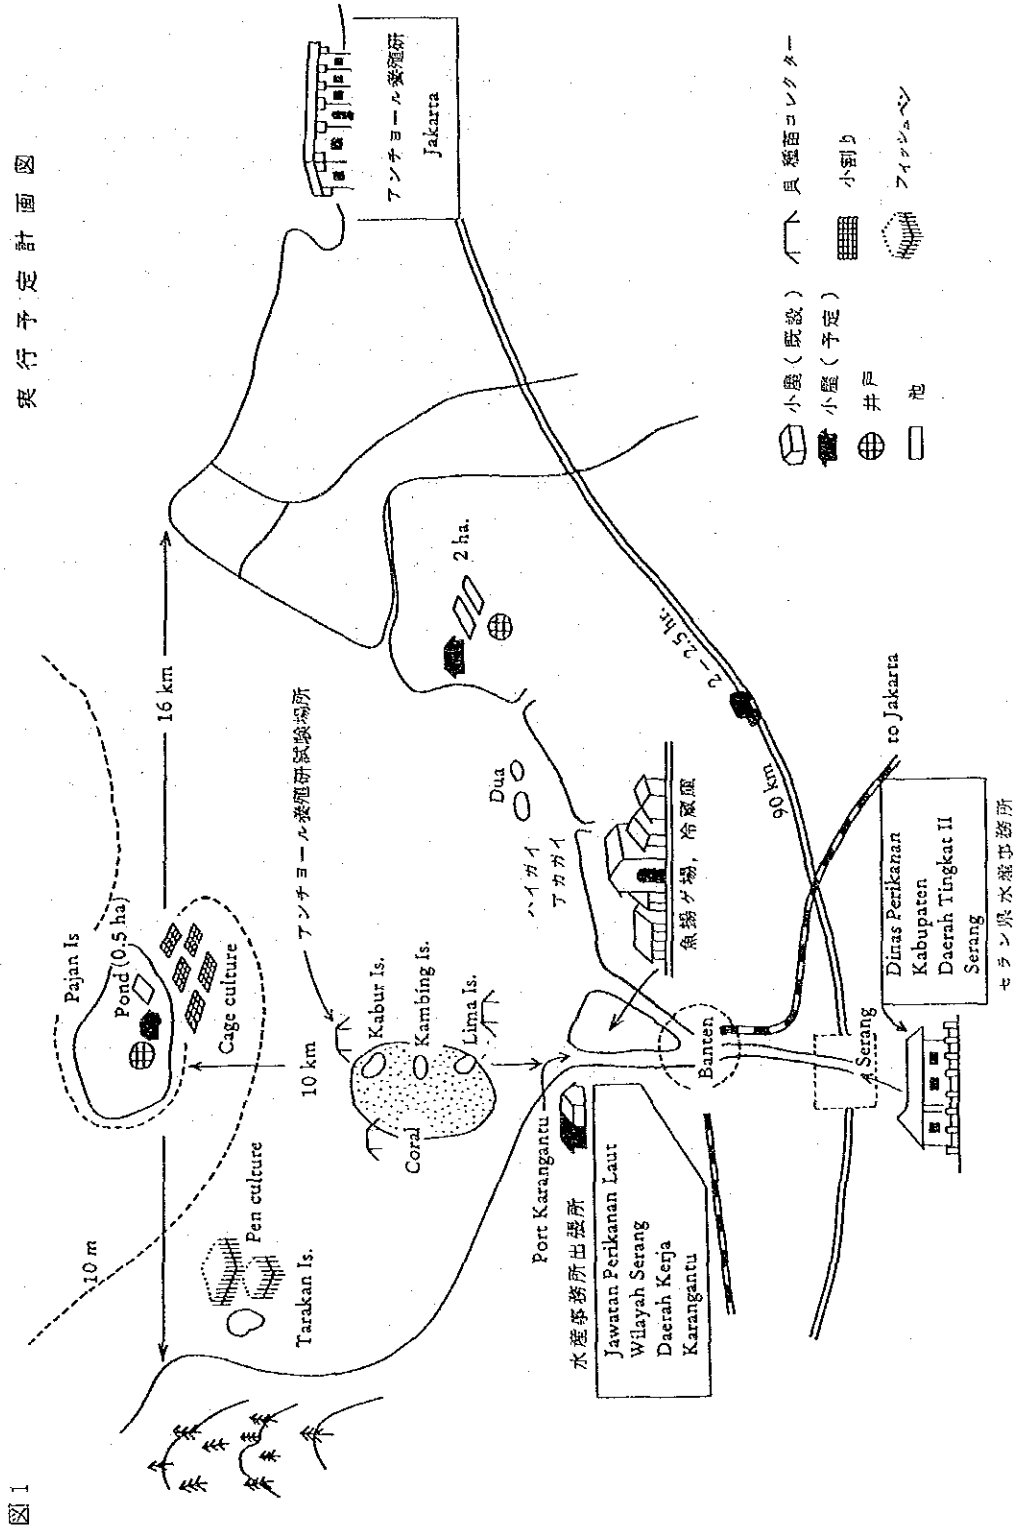 図1
実行予定計画図
10 m
Pajan Is
Pond (0.5 ha)
Cage culture
16 km
Pen culture
Tarakan Is.
10 km
アンチョール養殖研試験場所
Kabur Is.
Kambing Is.
Lima Is.
Coral
アンチョール養殖研
Jakarta
2 ha.
Dua
ハイガイ
アカガイ
魚揚ゲ場,冷蔵庫
Port Karangantu
水産事務所出張所
Jawatan Perikanan Laut
Wilayah Serang
Daerah Kerja
Karangantu
Banten
Serang
90 km
2 — 2.5 hr.
to Jakarta
Dinas Perikanan
Kabupaten
Daerah Tingkat II
Serang
セラン県水産事務所
小屋(既設)
小屋(予定)
井戸
池
貝種苗コレクター
小割り
フィッシュペン